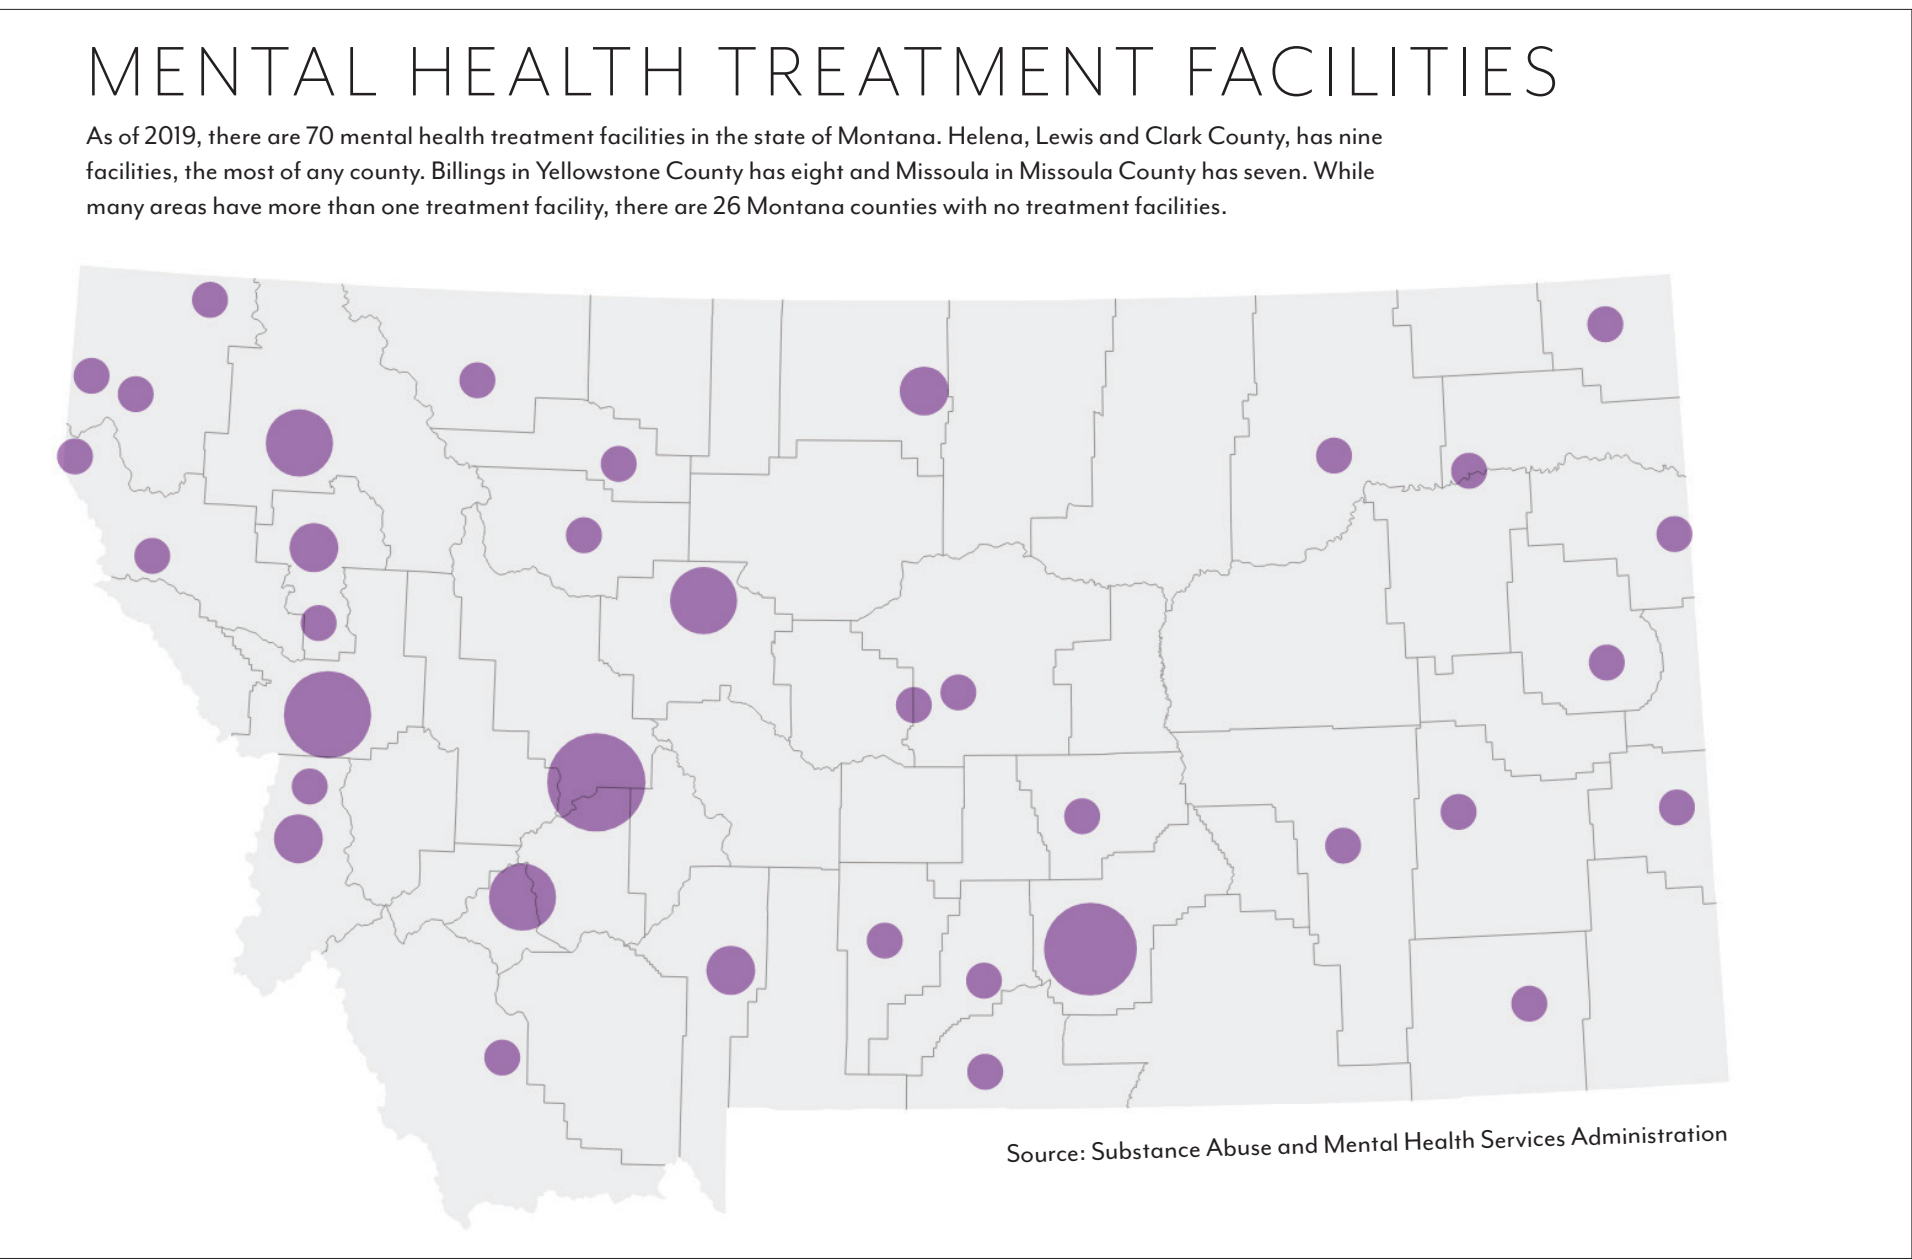 MENTAL HEALTH TREATMENT FACILITIES
As of 2019, there are 70 mental health treatment facilities in the state of Montana. Helena, Lewis and Clark County, has nine
facilities, the most of any county. Billings in Yellowstone County has eight and Missoula in Missoula County has seven. While
many areas have more than one treatment facility, there are 26 Montana counties with no treatment facilities.
Source: Substance Abuse and Mental Health Services Administration